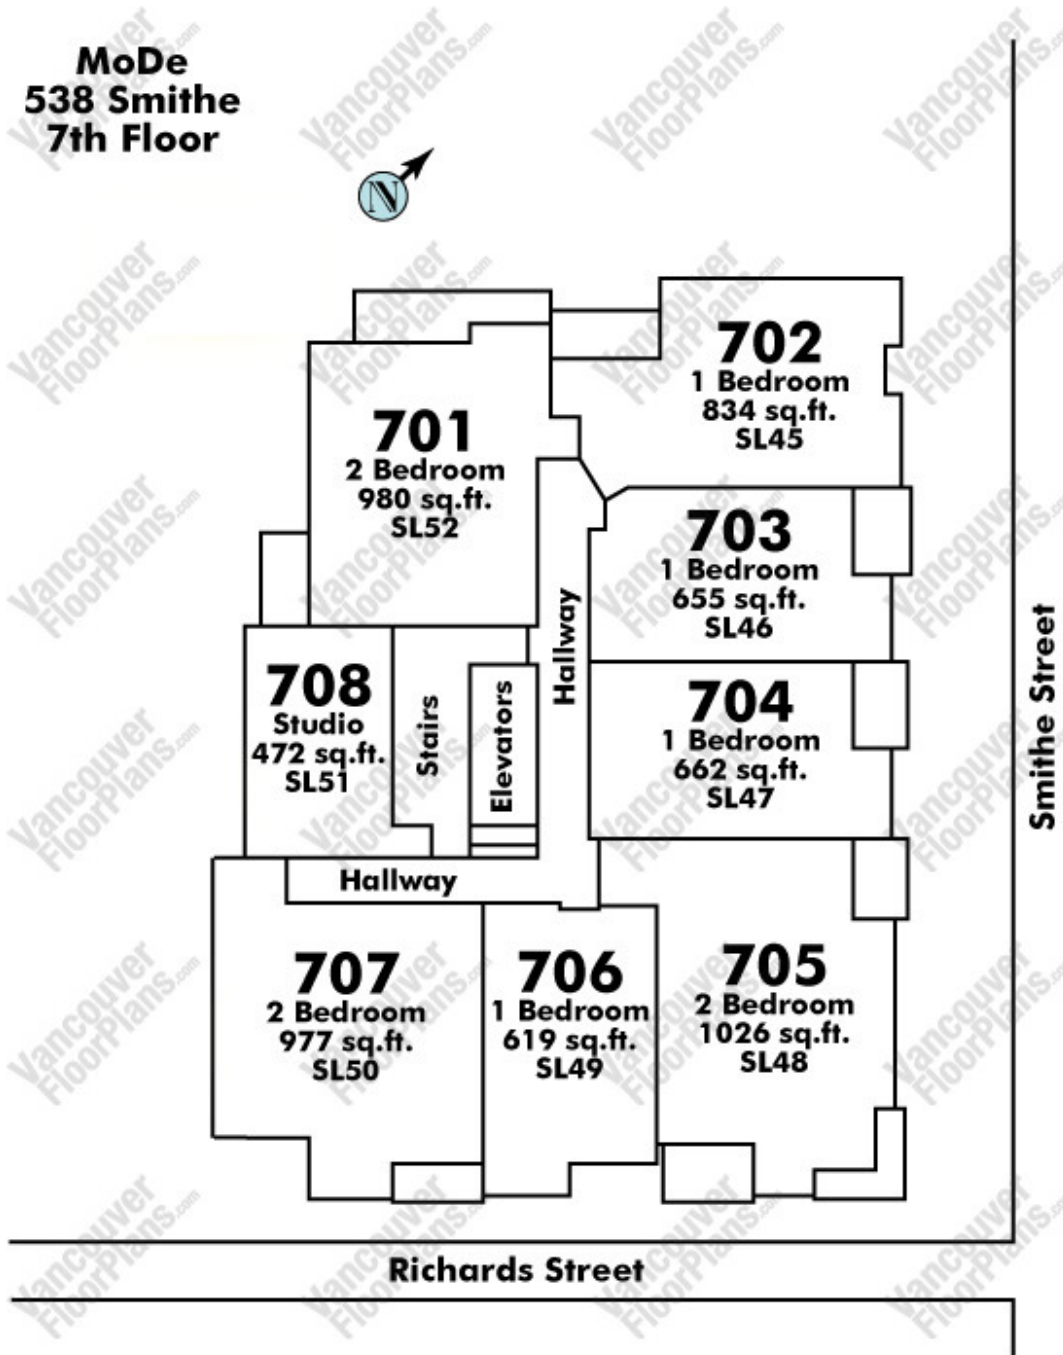 MoDe
538 Smithe
7th Floor
N
702
1 Bedroom
834 sq.ft.
SL45
701
2 Bedroom
980 sq.ft.
SL52
703
1 Bedroom
655 sq.ft.
SL46
Hallway
708
Studio
472 sq.ft.
SL51
Stairs
Elevators
704
1 Bedroom
662 sq.ft.
SL47
Smithe Street
Hallway
707
2 Bedroom
977 sq.ft.
SL50
706
1 Bedroom
619 sq.ft.
SL49
705
2 Bedroom
1026 sq.ft.
SL48
Richards Street
Vancouver
FloorPlans.com